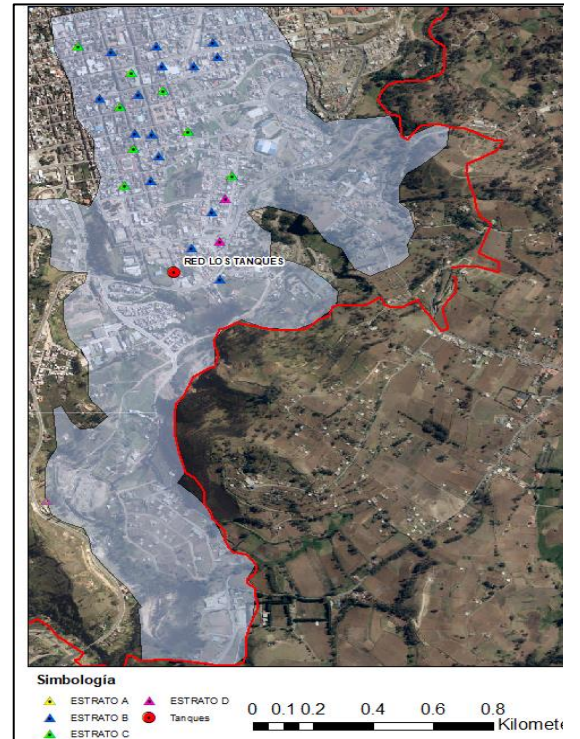 RED LOS TANQUES
Simbología
ESTRATO A
ESTRATO D
ESTRATO B
Tanques
ESTRATO C
0 0.1 0.2 0.4 0.6 0.8
Kilomete